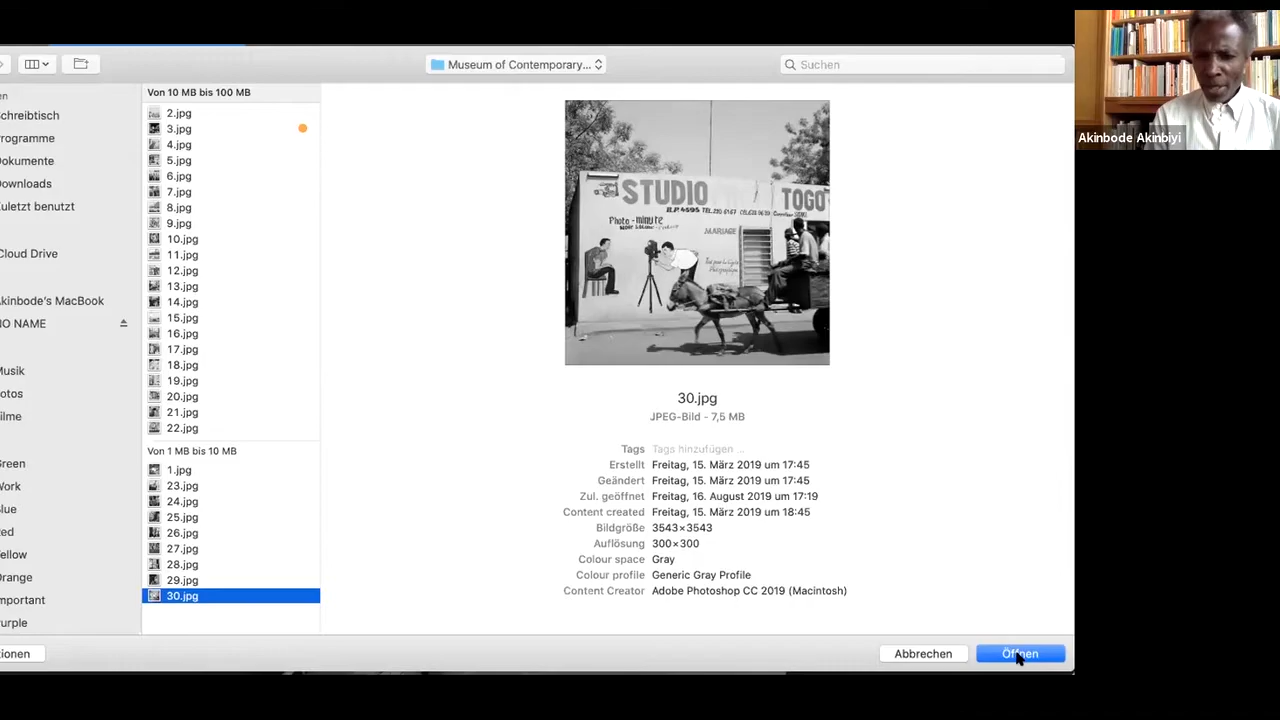 Museum of Contemporary...
Suchen
en
Von 10 MB bis 100 MB
chreibtisch
rogramme
okumente
ownloads
uletzt benutzt
Cloud Drive
kinbode's MacBook
O NAME
Musik
otos
ilme
reen
Work
lue
ed
ellow
range
mportant
urple
2.jpg
3.jpg
4.jpg
5.jpg
6.jpg
7.jpg
8.jpg
9.jpg
10.jpg
11.jpg
12.jpg
13.jpg
14.jpg
15.jpg
16.jpg
17.jpg
18.jpg
19.jpg
20.jpg
21.jpg
22.jpg
Von 1 MB bis 10 MB
1.jpg
23.jpg
24.jpg
25.jpg
26.jpg
27.jpg
28.jpg
29.jpg
30.jpg
STUDIO TOGO
B.P. 4595 TEL.
Photo-minute
MARIAGE
30.jpg
JPEG-Bild - 7,5 MB
Tags Tags hinzufügen ...
Erstellt Freitag, 15. März 2019 um 17:45
Geändert Freitag, 15. März 2019 um 17:45
Zul. geöffnet Freitag, 16. August 2019 um 17:19
Content created Freitag, 15. März 2019 um 18:45
Bildgröße 3543×3543
Auflösung 300×300
Colour space Gray
Colour profile Generic Gray Profile
Content Creator Adobe Photoshop CC 2019 (Macintosh)
ionen
Abbrechen
Öffnen
Akinbode Akinbiyi